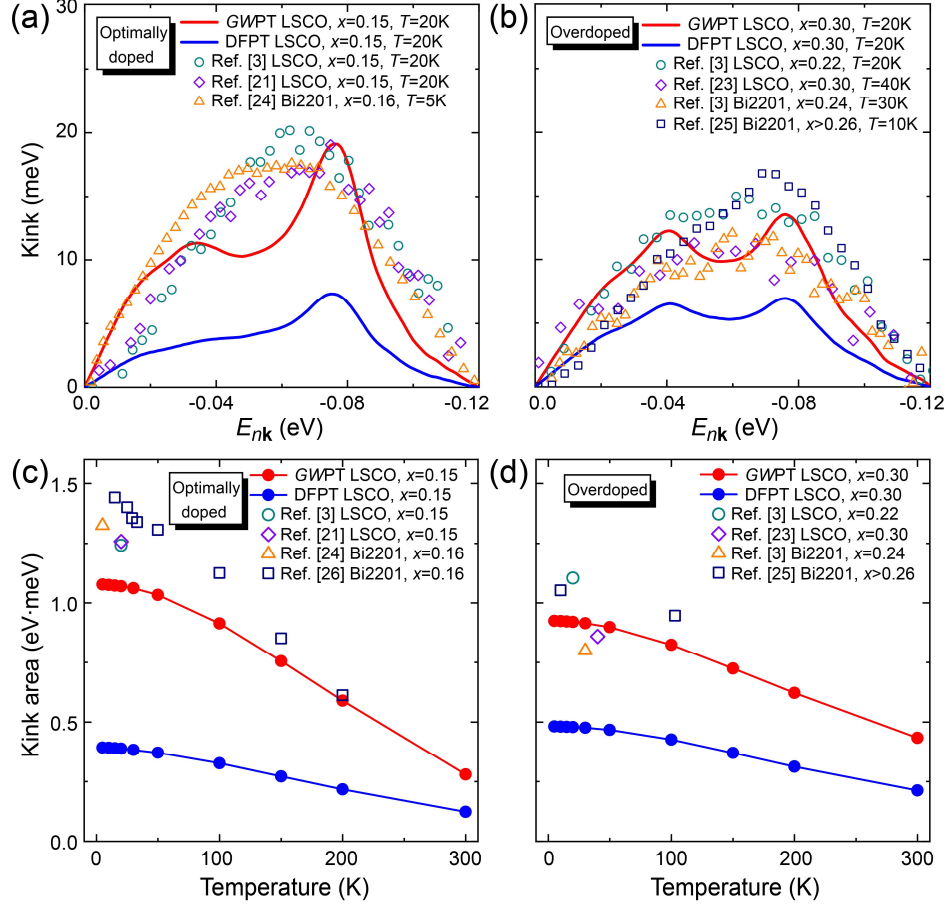 (a)
30
20
10
0
Kink (meV)
Optimally
doped
GWPT LSCO, x=0.15, T=20K
DFPT LSCO, x=0.15, T=20K
Ref. [3] LSCO, x=0.15, T=20K
Ref. [21] LSCO, x=0.15, T=20K
Ref. [24] Bi2201, x=0.16, T=5K
0.0 -0.04 -0.08 -0.12
Enk (eV)
(b)
Overdoped
GWPT LSCO, x=0.30, T=20K
DFPT LSCO, x=0.30, T=20K
Ref. [3] LSCO, x=0.22, T=20K
Ref. [23] LSCO, x=0.30, T=40K
Ref. [3] Bi2201, x=0.24, T=30K
Ref. [25] Bi2201, x>0.26, T=10K
0.0 -0.04 -0.08 -0.12
Enk (eV)
(c)
1.5
1.0
0.5
0.0
Kink area (eV·meV)
Optimally
doped
GWPT LSCO, x=0.15
DFPT LSCO, x=0.15
Ref. [3] LSCO, x=0.15
Ref. [21] LSCO, x=0.15
Ref. [24] Bi2201, x=0.16
Ref. [26] Bi2201, x=0.16
0 100 200 300
Temperature (K)
(d)
Overdoped
GWPT LSCO, x=0.30
DFPT LSCO, x=0.30
Ref. [3] LSCO, x=0.22
Ref. [23] LSCO, x=0.30
Ref. [3] Bi2201, x=0.24
Ref. [25] Bi2201, x>0.26
0 100 200 300
Temperature (K)